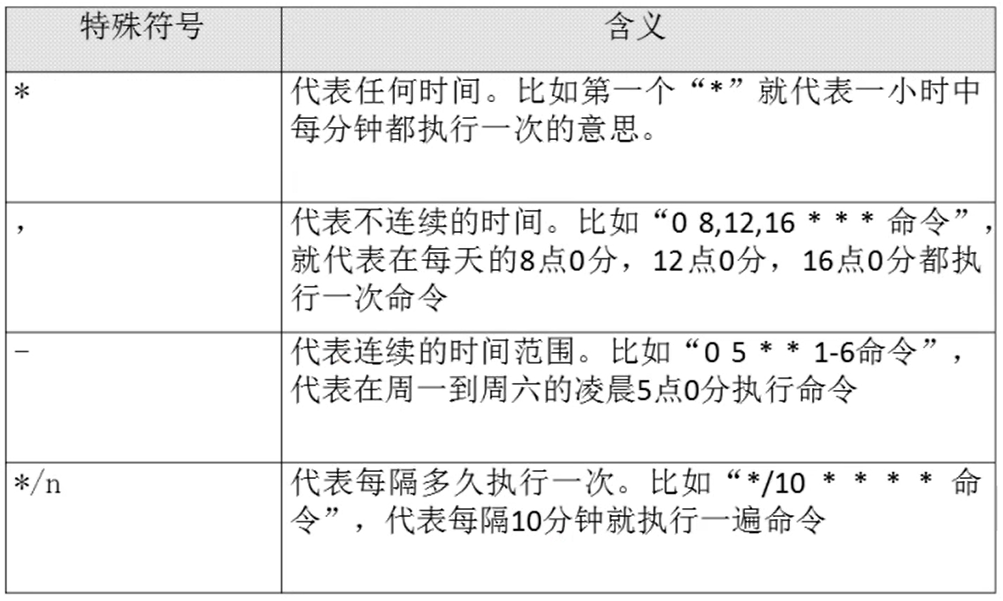 特殊符号 含义
* 代表任何时间。比如第一个“*”就代表一小时中
每分钟都执行一次的意思。
, 代表不连续的时间。比如“0 8,12,16 * * * 命令”,
就代表在每天的8点0分，12点0分，16点0分都执
行一次命令
- 代表连续的时间范围。比如“0 5 * * 1-6命令”,
代表在周一到周六的凌晨5点0分执行命令
*/n 代表每隔多久执行一次。比如“*/10 * * * * 命
令”，代表每隔10分钟就执行一遍命令